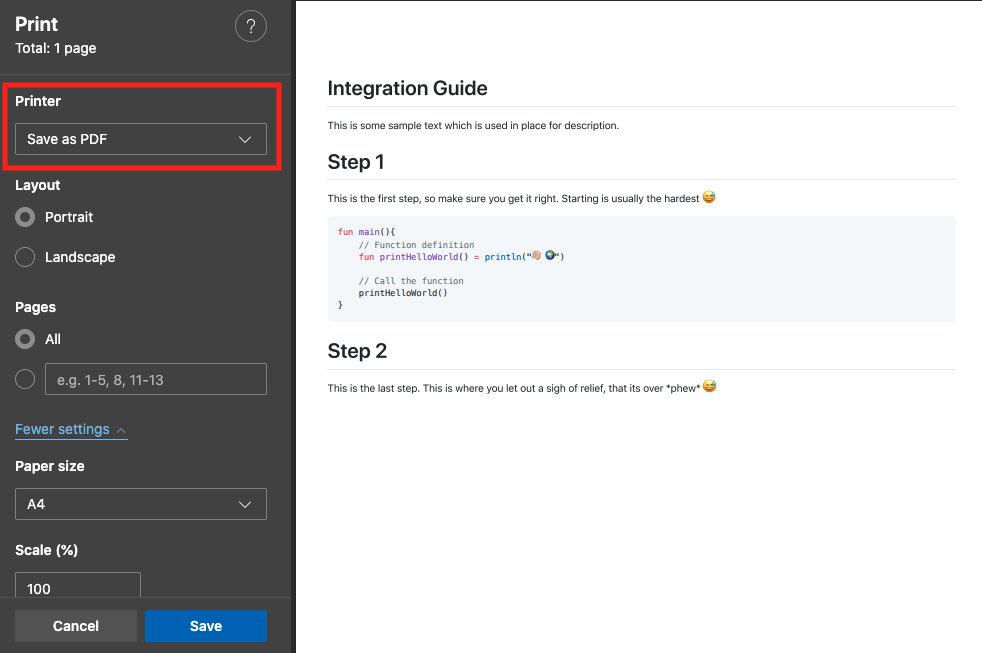 Print
?
Total: 1 page
Printer
Save as PDF
Layout
Portrait
Landscape
Pages
All
e.g. 1-5, 8, 11-13
Fewer settings
Paper size
A4
Scale (%)
100
Cancel
Save
Integration Guide
This is some sample text which is used in place for description.
Step 1
This is the first step, so make sure you get it right. Starting is usually the hardest 😅
fun main(){
    // Function definition
    fun printHelloWorld() = println("👋🏼 🌍")
    // Call the function
    printHelloWorld()
}
Step 2
This is the last step. This is where you let out a sigh of relief, that its over *phew* 😅